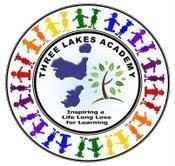 THREE LAKES ACADEMY
Inspiring a
Life Long Love
for Learning